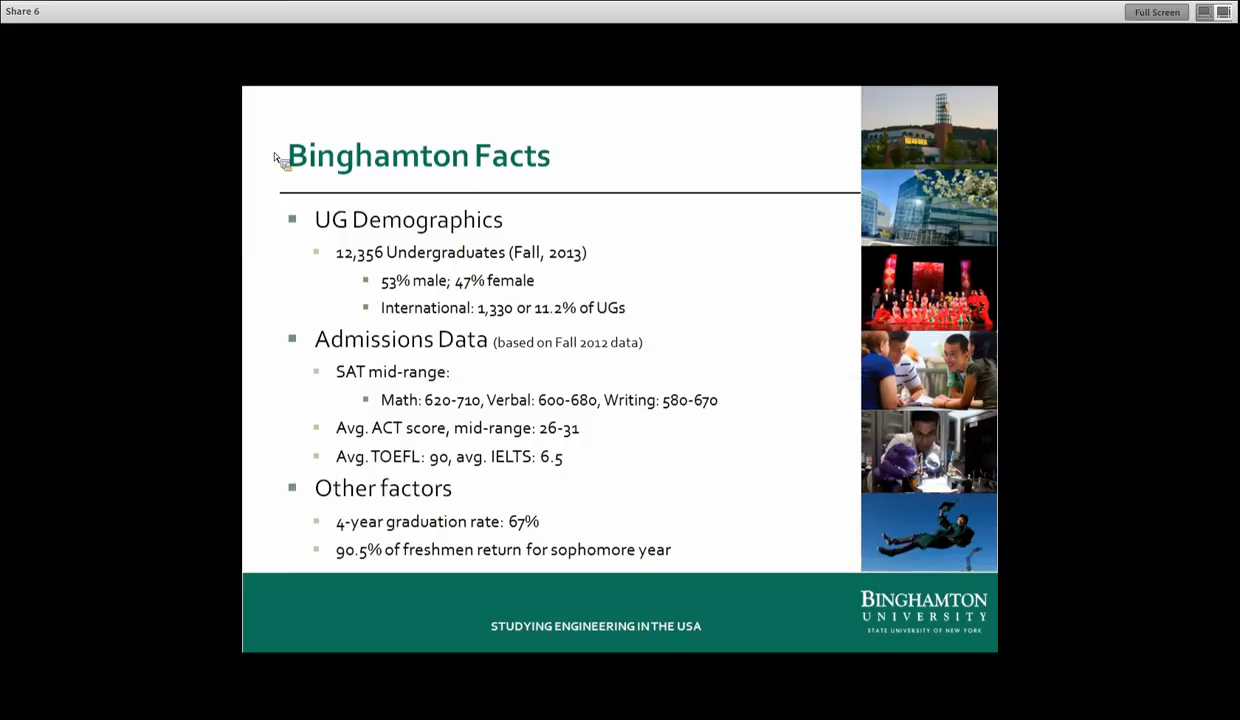 Share 6
Full Screen
Binghamton Facts
UG Demographics
12,356 Undergraduates (Fall, 2013)
53% male; 47% female
International: 1,330 or 11.2% of UGs
Admissions Data (based on Fall 2012 data)
SAT mid-range:
Math: 620-710, Verbal: 600-680, Writing: 580-670
Avg. ACT score, mid-range: 26-31
Avg. TOEFL: 90, avg. IELTS: 6.5
Other factors
4-year graduation rate: 67%
90.5% of freshmen return for sophomore year
STUDYING ENGINEERING IN THE USA
BINGHAMTON
UNIVERSITY
STATE UNIVERSITY OF NEW YORK